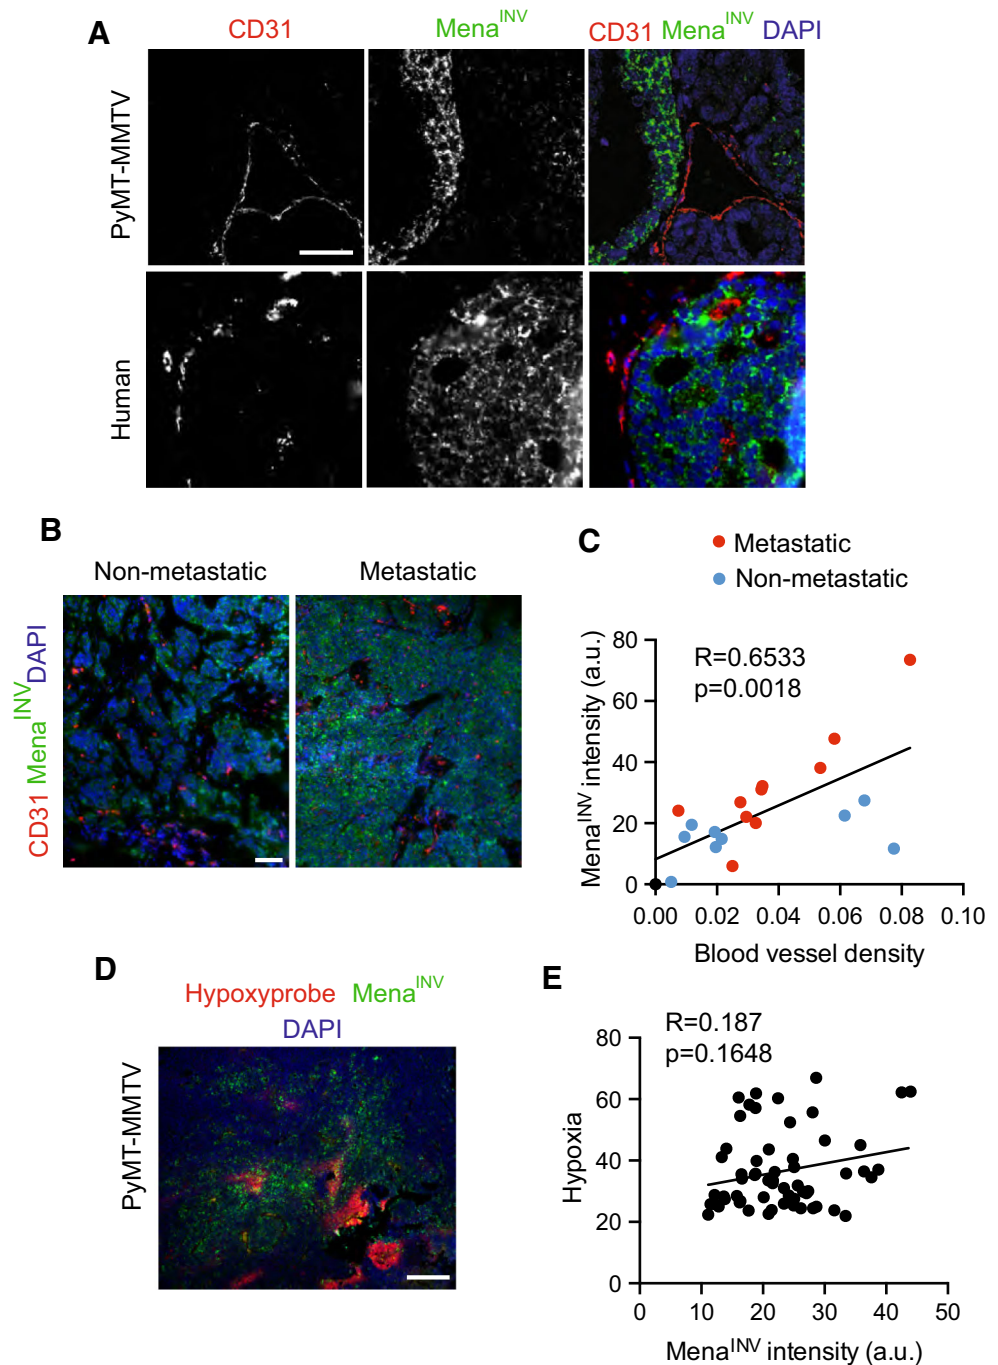 A
CD31
Mena^INV
CD31 Mena^INV DAPI
PyMT-MMTV
Human
B
Non-metastatic
Metastatic
CD31 Mena^INV DAPI
C
Metastatic
Non-metastatic
R=0.6533
p=0.0018
Mena^INV intensity (a.u.)
80
60
40
20
0
0.00 0.02 0.04 0.06 0.08 0.10
Blood vessel density
D
Hypoxyprobe Mena^INV
DAPI
PyMT-MMTV
E
R=0.187
p=0.1648
Hypoxia
80
60
40
20
0
0 10 20 30 40 50
Mena^INV intensity (a.u.)